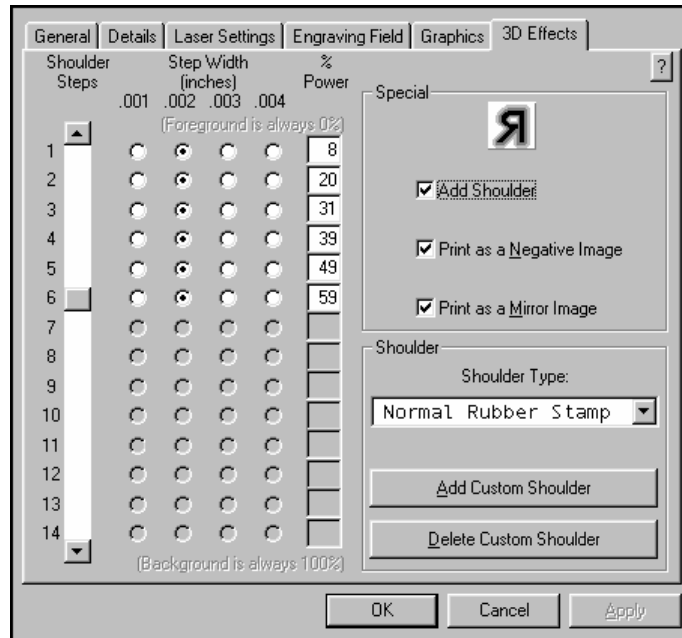 General Details Laser Settings Engraving Field Graphics 3D Effects
Shoulder Steps Step Width (inches) % Power
.001 .002 .003 .004
(Foreground is always 0%)
1 8
2 20
3 31
4 39
5 49
6 59
7
8
9
10
11
12
13
14
(Background is always 100%)
?
Special
R
Add Shoulder
Print as a Negative Image
Print as a Mirror Image
Shoulder
Shoulder Type:
Normal Rubber Stamp
Add Custom Shoulder
Delete Custom Shoulder
OK Cancel Apply